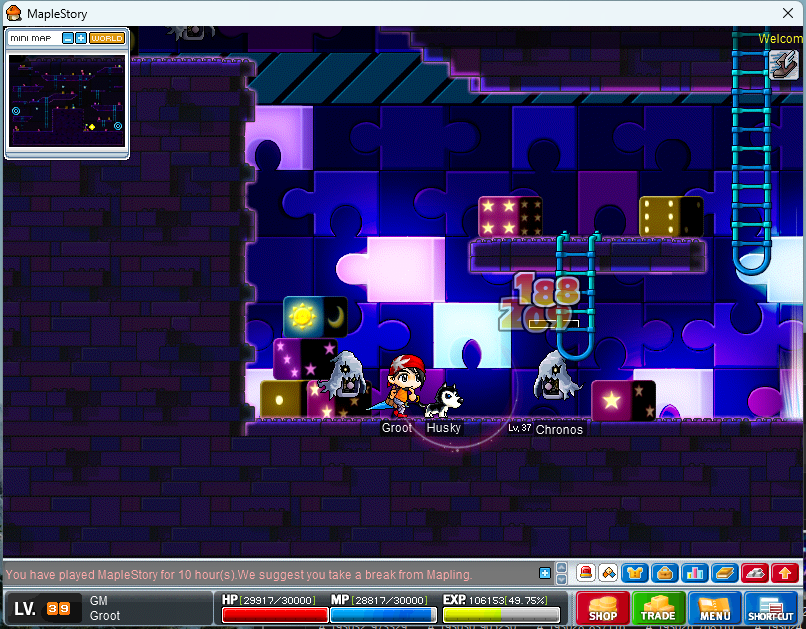 MapleStory
MINI MAP
WORLD
Welcom
188
Groot
Husky
Lv. 37 Chronos
You have played MapleStory for 10 hour(s).We suggest you take a break from Mapling.
LV. 39
GM
Groot
HP[29917/30000] MP[28817/30000] EXP. 106153[49.75%]
SHOP
TRADE
MENU
SHORT CUT